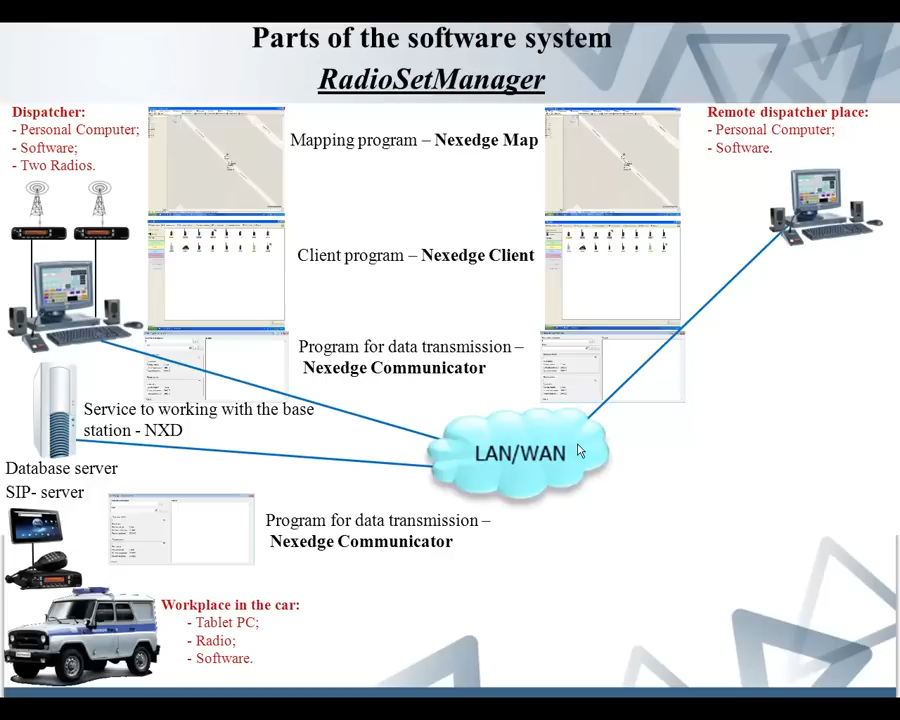 Parts of the software system
RadioSetManager
Dispatcher:
- Personal Computer;
- Software;
- Two Radios.
Mapping program – Nexedge Map
Remote dispatcher place:
- Personal Computer;
- Software.
Client program – Nexedge Client
Program for data transmission –
Nexedge Communicator
Service to working with the base
station - NXD
LAN/WAN
Database server
SIP- server
Program for data transmission –
Nexedge Communicator
Workplace in the car:
- Tablet PC;
- Radio;
- Software.